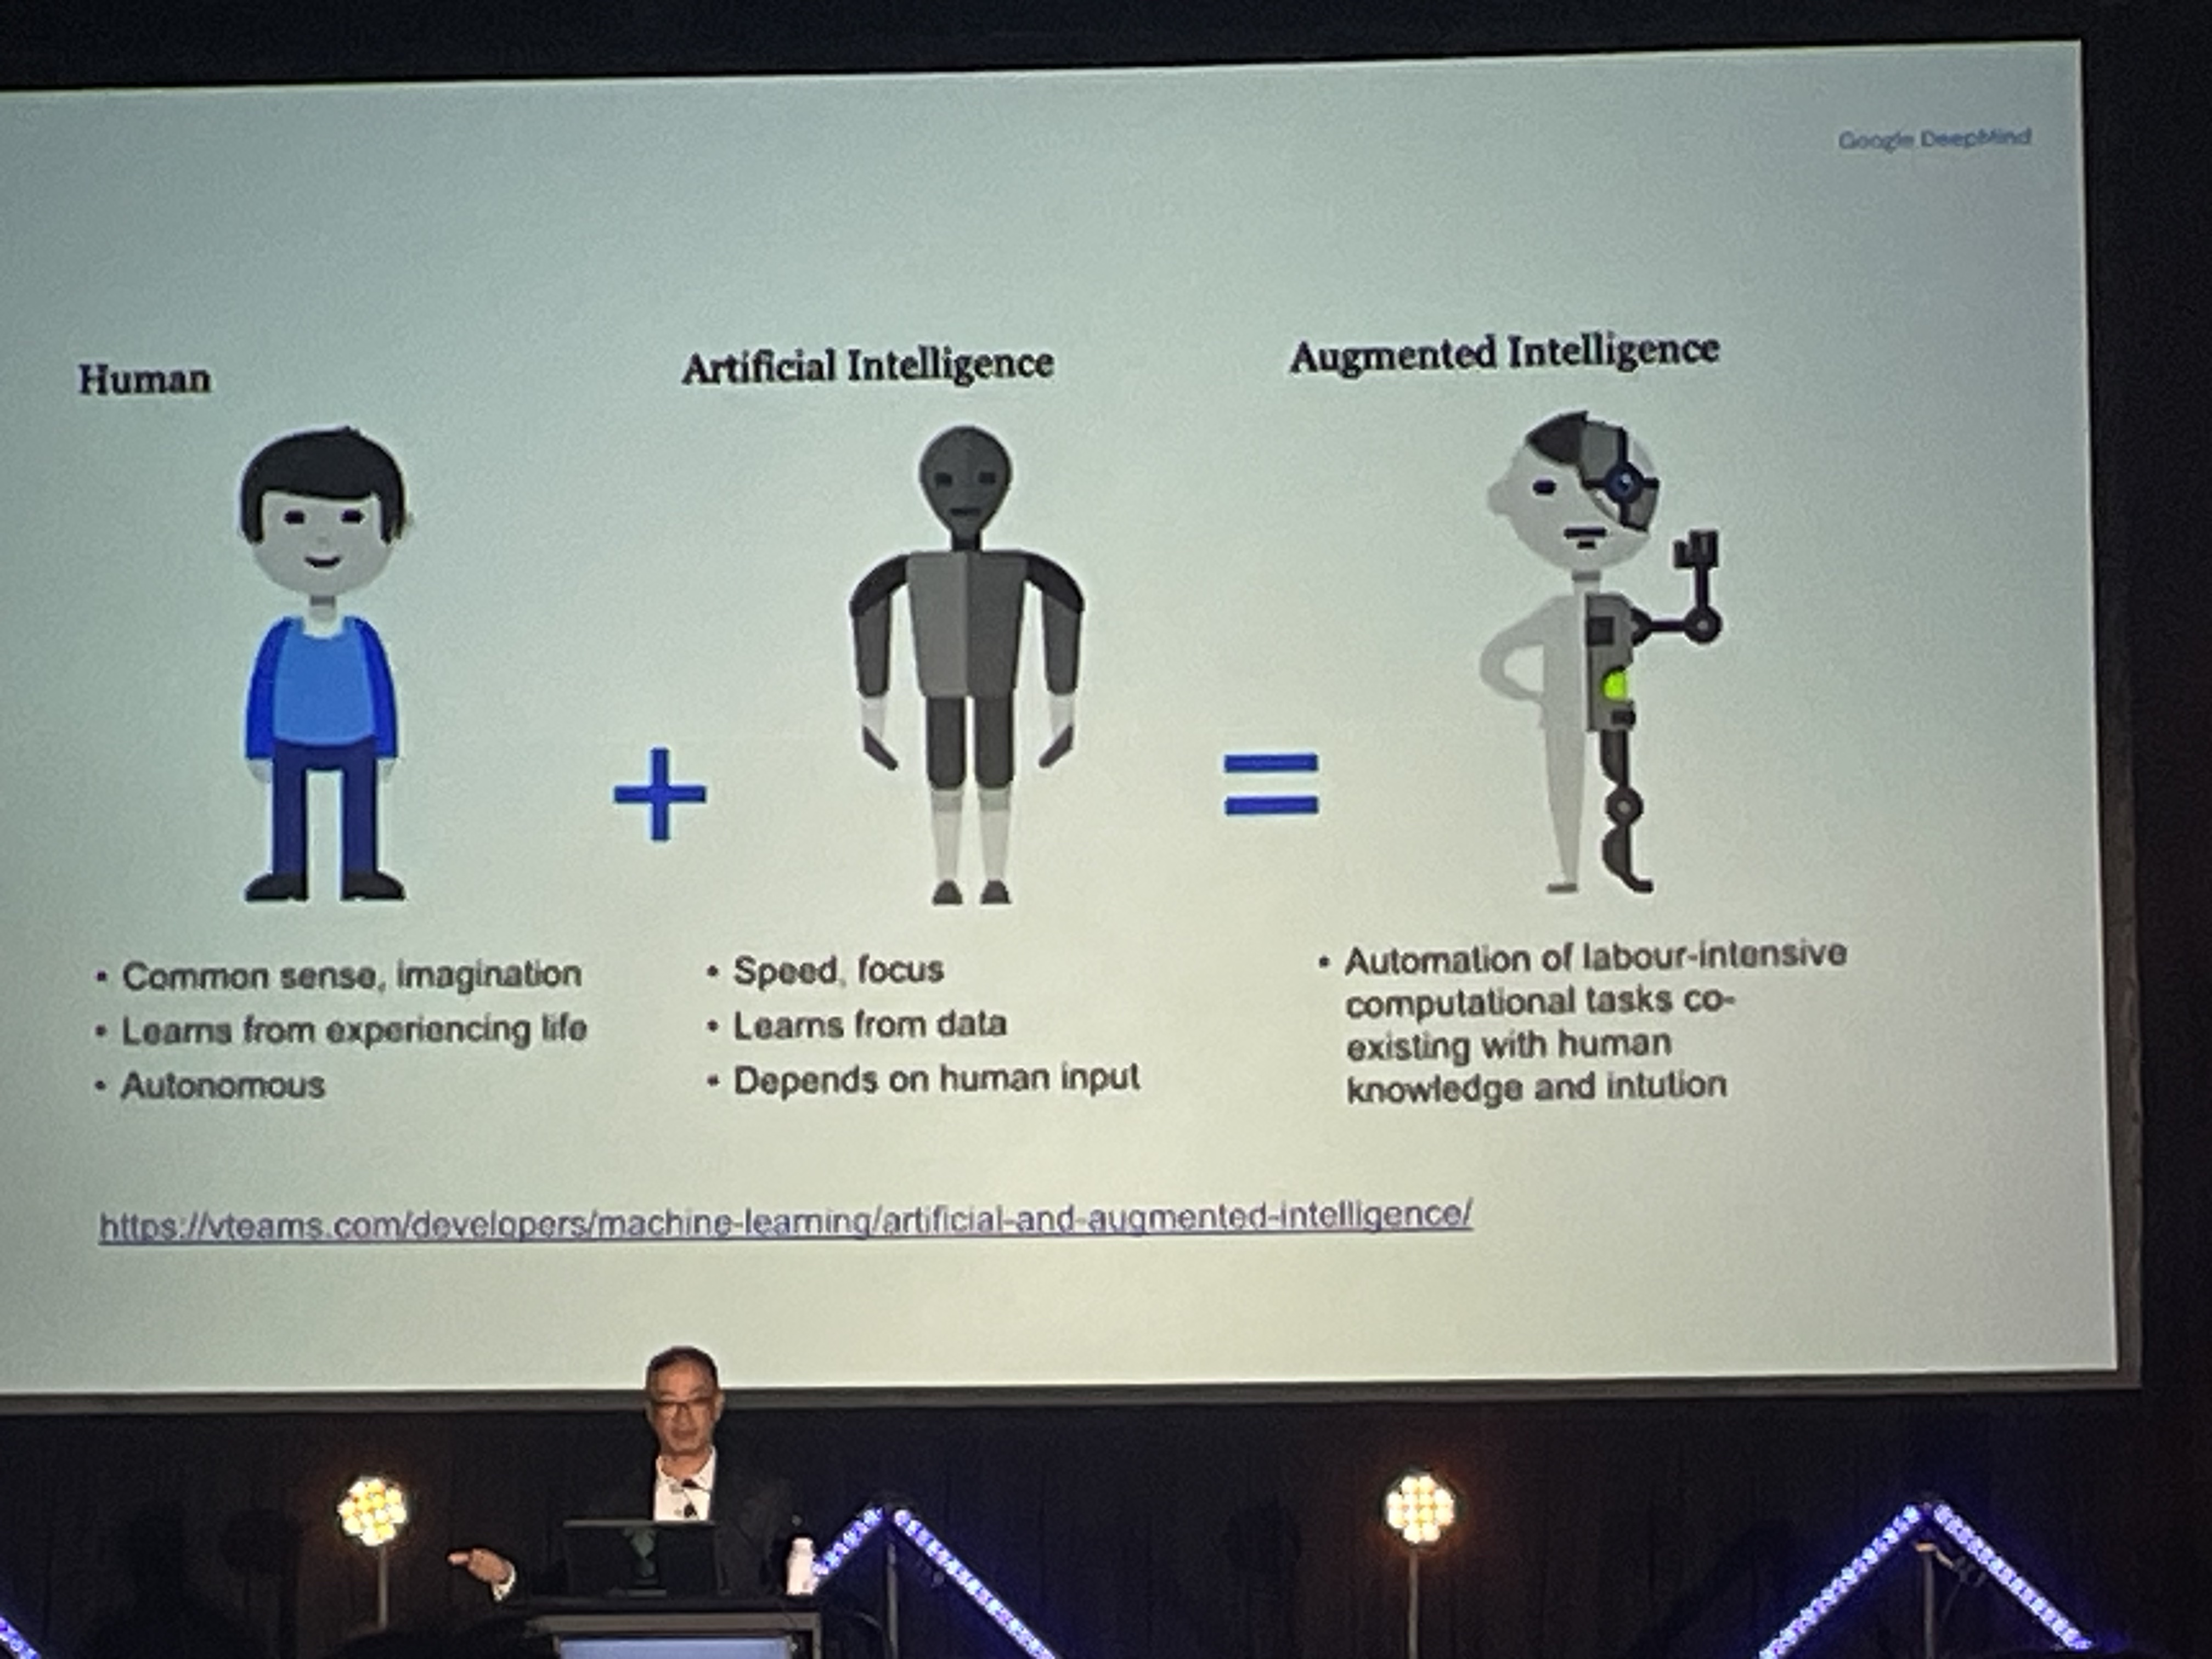 Google DeepMind
Human
Artificial Intelligence
Augmented Intelligence
+
=
• Common sense, imagination
• Learns from experiencing life
• Autonomous
• Speed, focus
• Learns from data
• Depends on human input
• Automation of labour-intensive
computational tasks co-
existing with human
knowledge and intution
https://vteams.com/developers/machine-learning/artificial-and-augmented-intelligence/